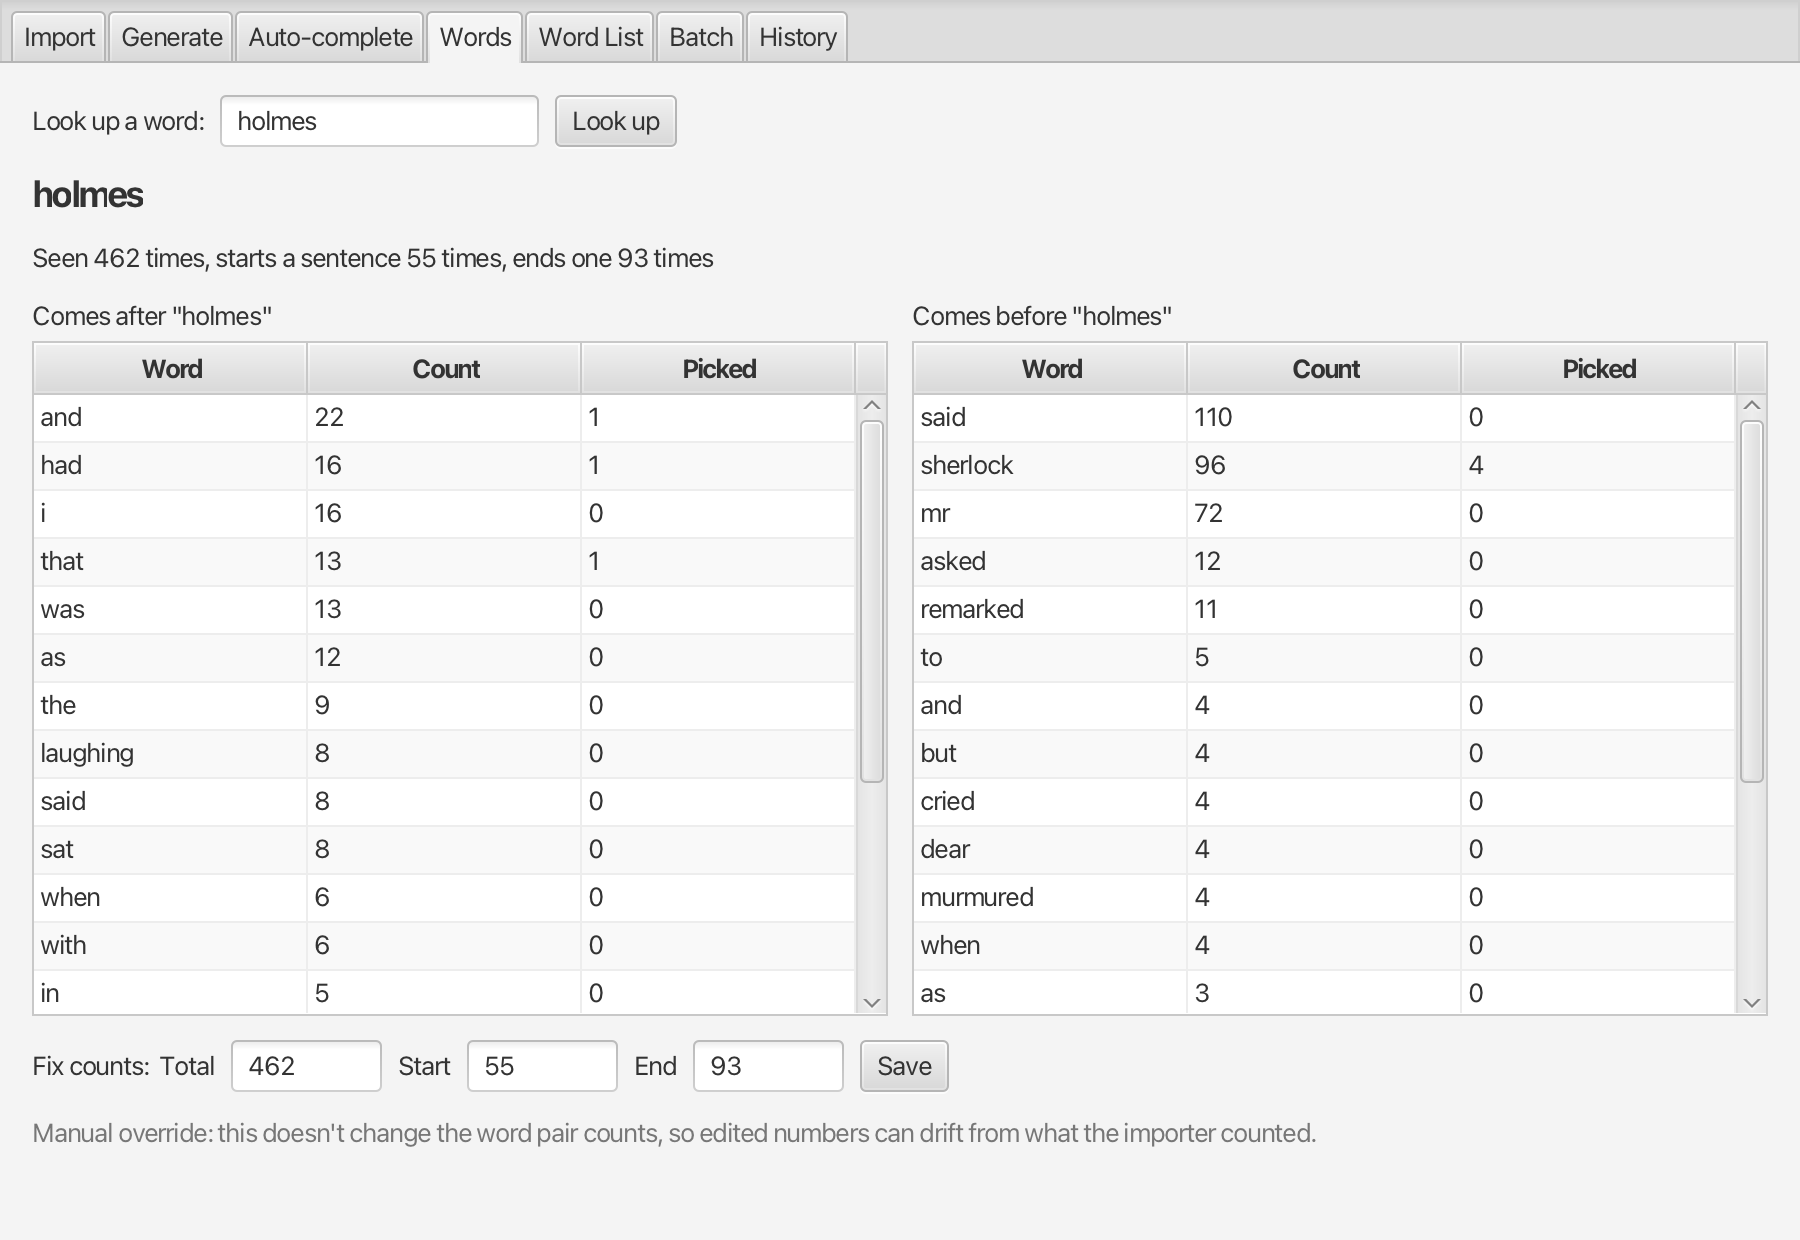 Import Generate Auto-complete Words Word List Batch History
Look up a word: holmes Look up
holmes
Seen 462 times, starts a sentence 55 times, ends one 93 times
Comes after "holmes"
Word Count Picked
and 22 1
had 16 1
i 16 0
that 13 1
was 13 0
as 12 0
the 9 0
laughing 8 0
said 8 0
sat 8 0
when 6 0
with 6 0
in 5 0
Comes before "holmes"
Word Count Picked
said 110 0
sherlock 96 4
mr 72 0
asked 12 0
remarked 11 0
to 5 0
and 4 0
but 4 0
cried 4 0
dear 4 0
murmured 4 0
when 4 0
as 3 0
Fix counts: Total 462 Start 55 End 93 Save
Manual override: this doesn't change the word pair counts, so edited numbers can drift from what the importer counted.